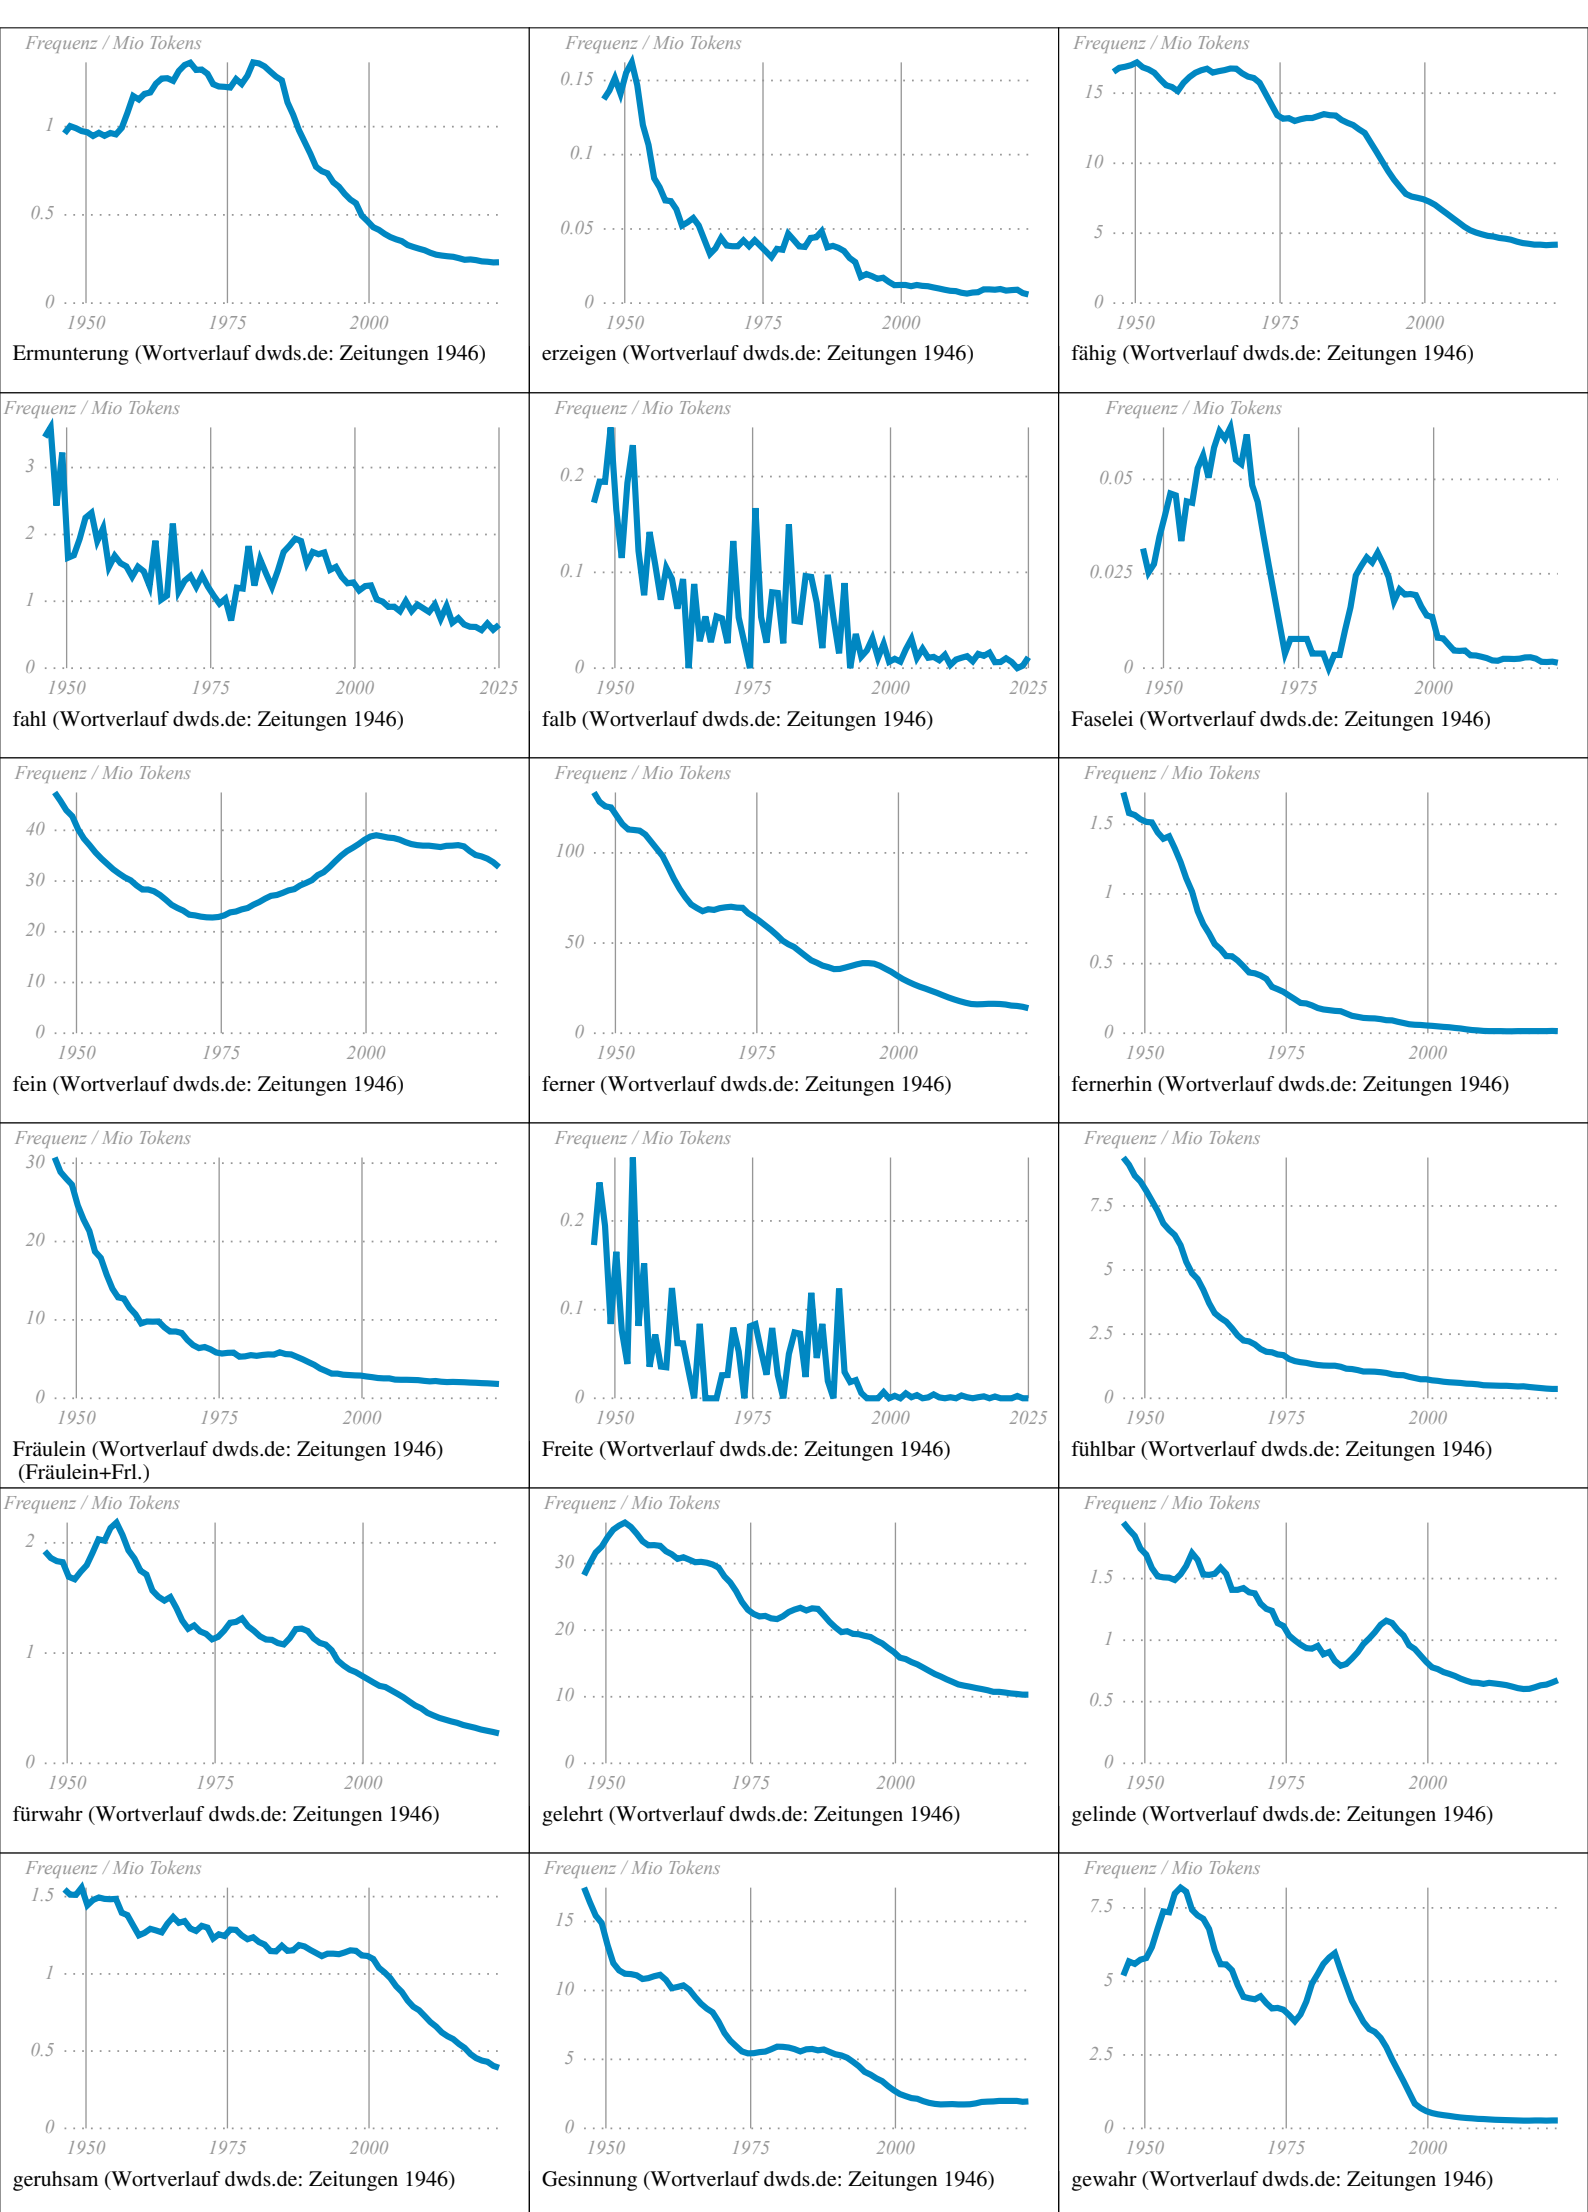 Frequenz / Mio Tokens
1
0.5
0
1950 1975 2000
Ermunterung (Wortverlauf dwds.de: Zeitungen 1946)
Frequenz / Mio Tokens
0.15
0.1
0.05
0
1950 1975 2000
erzeigen (Wortverlauf dwds.de: Zeitungen 1946)
Frequenz / Mio Tokens
15
10
5
0
1950 1975 2000
fähig (Wortverlauf dwds.de: Zeitungen 1946)
Frequenz / Mio Tokens
3
2
1
0
1950 1975 2000 2025
fahl (Wortverlauf dwds.de: Zeitungen 1946)
Frequenz / Mio Tokens
0.2
0.1
0
1950 1975 2000 2025
falb (Wortverlauf dwds.de: Zeitungen 1946)
Frequenz / Mio Tokens
0.05
0.025
0
1950 1975 2000
Faselei (Wortverlauf dwds.de: Zeitungen 1946)
Frequenz / Mio Tokens
40
30
20
10
0
1950 1975 2000
fein (Wortverlauf dwds.de: Zeitungen 1946)
Frequenz / Mio Tokens
100
50
0
1950 1975 2000
ferner (Wortverlauf dwds.de: Zeitungen 1946)
Frequenz / Mio Tokens
1.5
1
0.5
0
1950 1975 2000
fernerhin (Wortverlauf dwds.de: Zeitungen 1946)
Frequenz / Mio Tokens
30
20
10
0
1950 1975 2000
Fräulein (Wortverlauf dwds.de: Zeitungen 1946)
(Fräulein+Frl.)
Frequenz / Mio Tokens
0.2
0.1
0
1950 1975 2000 2025
Freite (Wortverlauf dwds.de: Zeitungen 1946)
Frequenz / Mio Tokens
7.5
5
2.5
0
1950 1975 2000
fühlbar (Wortverlauf dwds.de: Zeitungen 1946)
Frequenz / Mio Tokens
2
1
0
1950 1975 2000
fürwahr (Wortverlauf dwds.de: Zeitungen 1946)
Frequenz / Mio Tokens
30
20
10
0
1950 1975 2000
gelehrt (Wortverlauf dwds.de: Zeitungen 1946)
Frequenz / Mio Tokens
1.5
1
0.5
0
1950 1975 2000
gelinde (Wortverlauf dwds.de: Zeitungen 1946)
Frequenz / Mio Tokens
1.5
1
0.5
0
1950 1975 2000
geruhsam (Wortverlauf dwds.de: Zeitungen 1946)
Frequenz / Mio Tokens
15
10
5
0
1950 1975 2000
Gesinnung (Wortverlauf dwds.de: Zeitungen 1946)
Frequenz / Mio Tokens
7.5
5
2.5
0
1950 1975 2000
gewahr (Wortverlauf dwds.de: Zeitungen 1946)